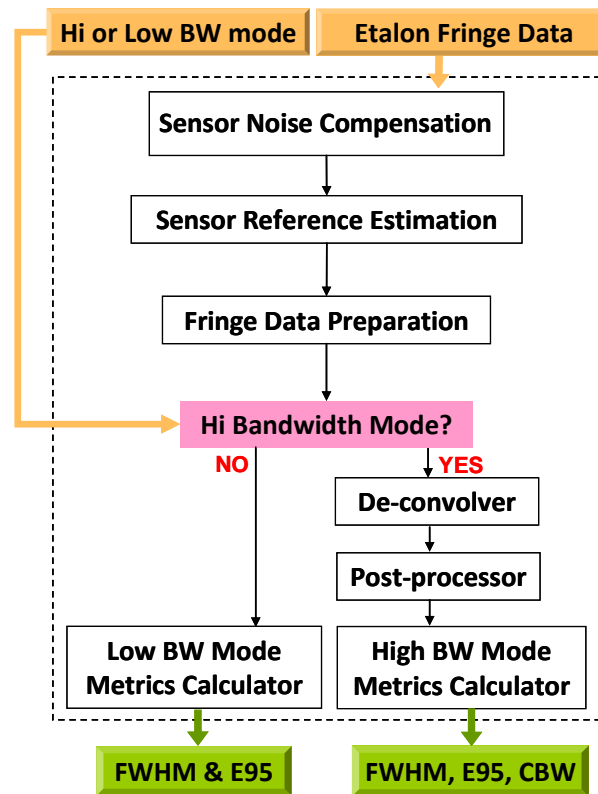 Hi or Low BW mode
Etalon Fringe Data
Sensor Noise Compensation
Sensor Reference Estimation
Fringe Data Preparation
Hi Bandwidth Mode?
NO
YES
De-convolver
Post-processor
Low BW Mode
Metrics Calculator
High BW Mode
Metrics Calculator
FWHM & E95
FWHM, E95, CBW